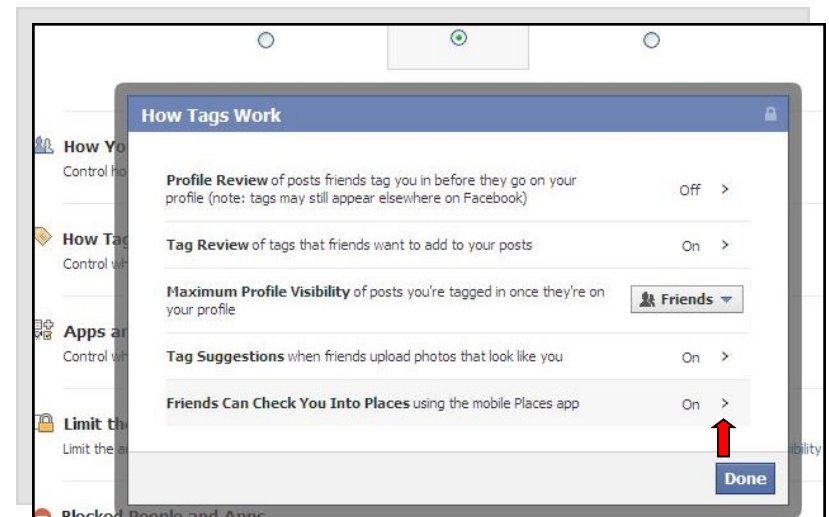 How Tags Work
How Yo
Control ho
Profile Review of posts friends tag you in before they go on your
profile (note: tags may still appear elsewhere on Facebook)
Off >
How Tag
Control wh
Tag Review of tags that friends want to add to your posts
On >
Maximum Profile Visibility of posts you're tagged in once they're on
your profile
Friends
Apps an
Control wh
Tag Suggestions when friends upload photos that look like you
On >
Friends Can Check You Into Places using the mobile Places app
On >
Limit the
Limit the au
ibility
Done
Blocked People and Apps